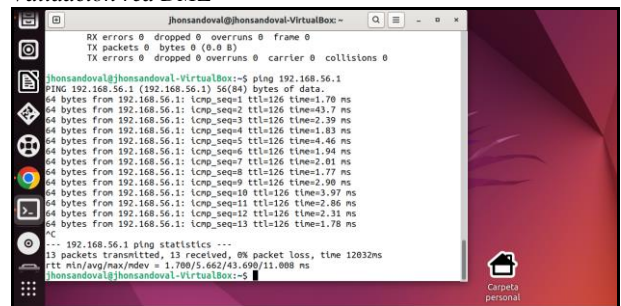 jhonsandoval@jhonsandoval-VirtualBox: ~
RX errors 0 dropped 0 overruns 0 frame 0
TX packets 0 bytes 0 (0.0 B)
TX errors 0 dropped 0 overruns 0 carrier 0 collisions 0
jhonsandoval@jhonsandoval-VirtualBox:~$ ping 192.168.56.1
PING 192.168.56.1 (192.168.56.1) 56(84) bytes of data.
64 bytes from 192.168.56.1: icmp_seq=1 ttl=126 time=1.70 ms
64 bytes from 192.168.56.1: icmp_seq=2 ttl=126 time=43.7 ms
64 bytes from 192.168.56.1: icmp_seq=3 ttl=126 time=2.39 ms
64 bytes from 192.168.56.1: icmp_seq=4 ttl=126 time=1.83 ms
64 bytes from 192.168.56.1: icmp_seq=5 ttl=126 time=4.46 ms
64 bytes from 192.168.56.1: icmp_seq=6 ttl=126 time=1.94 ms
64 bytes from 192.168.56.1: icmp_seq=7 ttl=126 time=2.01 ms
64 bytes from 192.168.56.1: icmp_seq=8 ttl=126 time=1.77 ms
64 bytes from 192.168.56.1: icmp_seq=9 ttl=126 time=2.90 ms
64 bytes from 192.168.56.1: icmp_seq=10 ttl=126 time=3.97 ms
64 bytes from 192.168.56.1: icmp_seq=11 ttl=126 time=2.86 ms
64 bytes from 192.168.56.1: icmp_seq=12 ttl=126 time=2.31 ms
64 bytes from 192.168.56.1: icmp_seq=13 ttl=126 time=1.78 ms
^C
--- 192.168.56.1 ping statistics ---
13 packets transmitted, 13 received, 0% packet loss, time 12032ms
rtt min/avg/max/mdev = 1.700/5.662/43.690/11.008 ms
jhonsandoval@jhonsandoval-VirtualBox:~$
Carpeta
personal